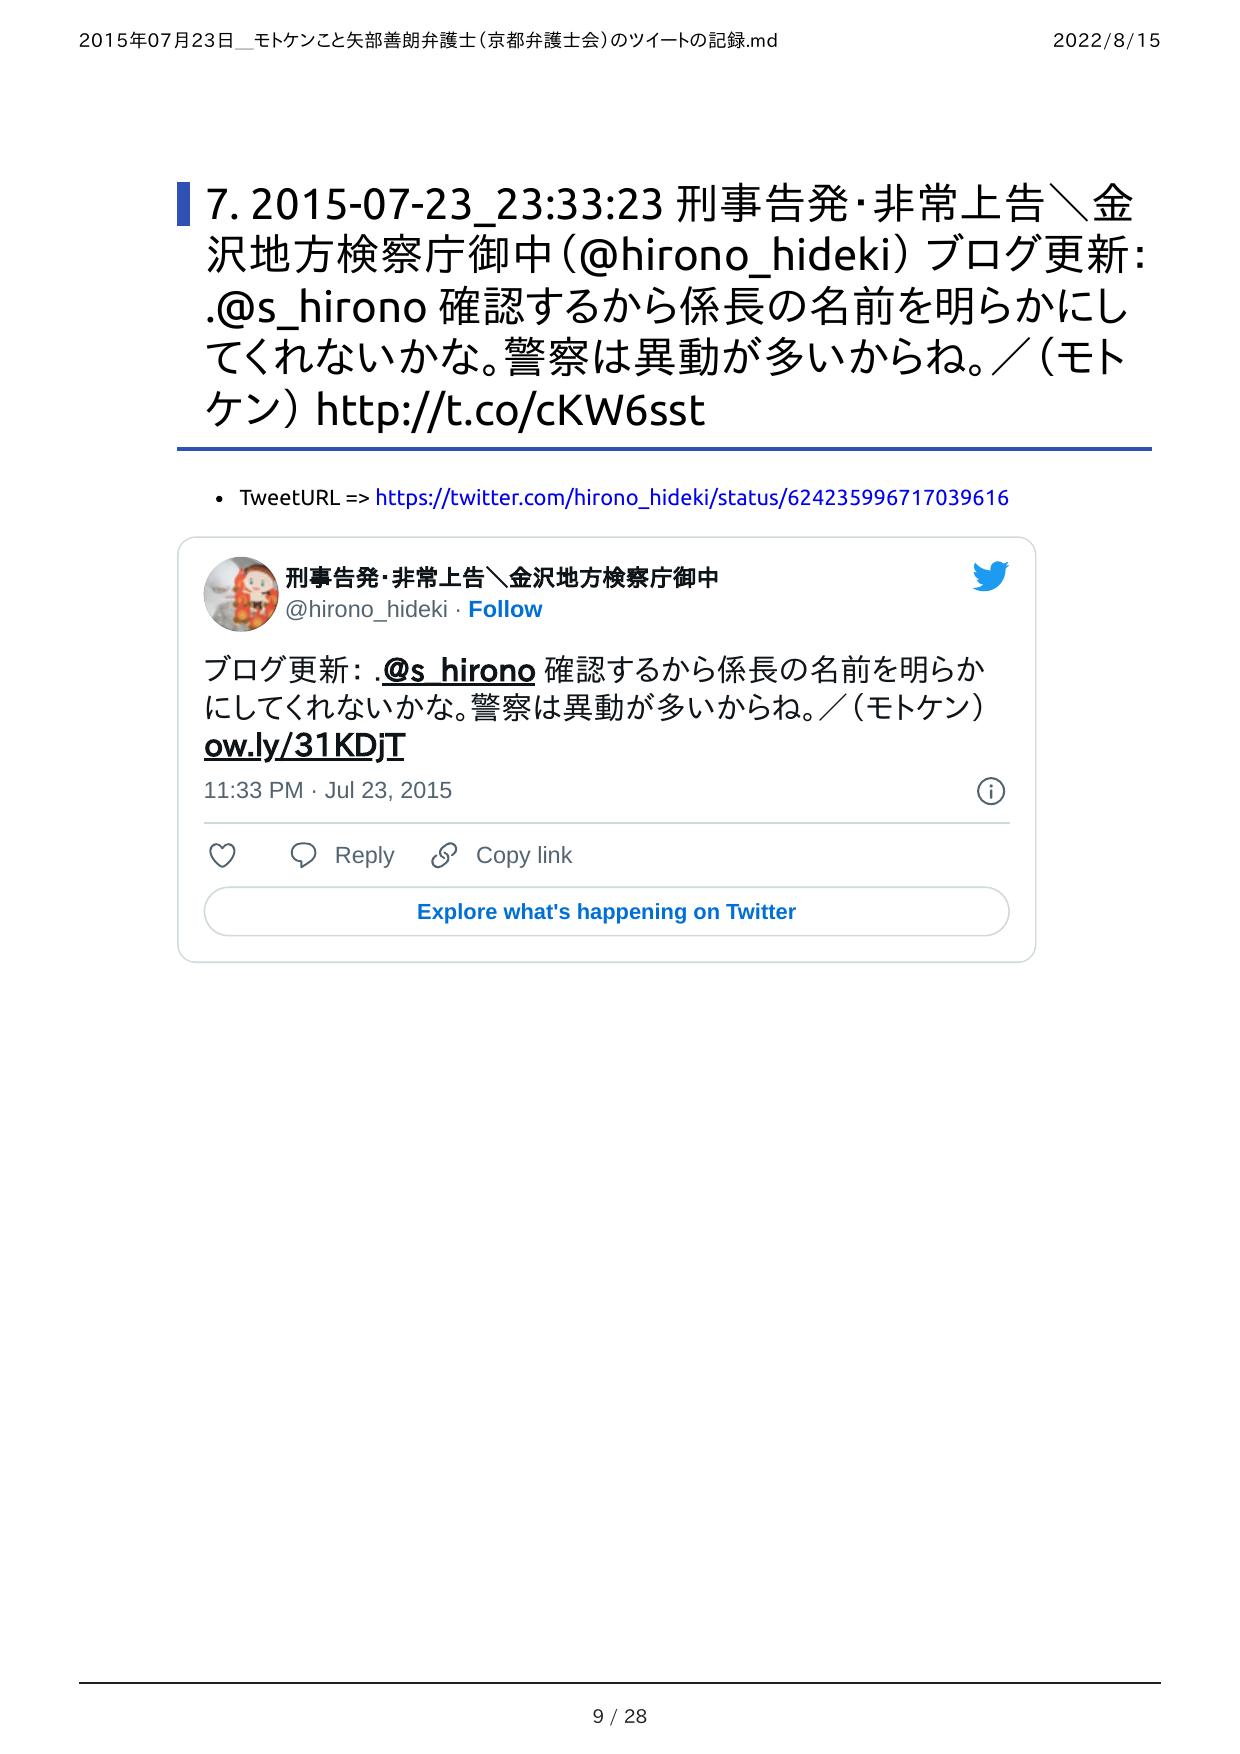 2015年07月23日__モトケンこと矢部善朗弁護士（京都弁護士会）のツイートの記録.md 2022/8/15
7. 2015-07-23_23:33:23 刑事告発・非常上告＼金
沢地方検察庁御中（@hirono_hideki） ブログ更新：
.@s_hirono 確認するから係長の名前を明らかにし
てくれないかな。警察は異動が多いからね。／（モト
ケン） http://t.co/cKW6sst
• TweetURL => https://twitter.com/hirono_hideki/status/624235996717039616
刑事告発・非常上告＼金沢地方検察庁御中
@hirono_hideki · Follow
ブログ更新： .@s_hirono 確認するから係長の名前を明らか
にしてくれないかな。警察は異動が多いからね。／（モトケン）
ow.ly/31KDjT
11:33 PM · Jul 23, 2015
Reply Copy link
Explore what's happening on Twitter
9 / 28